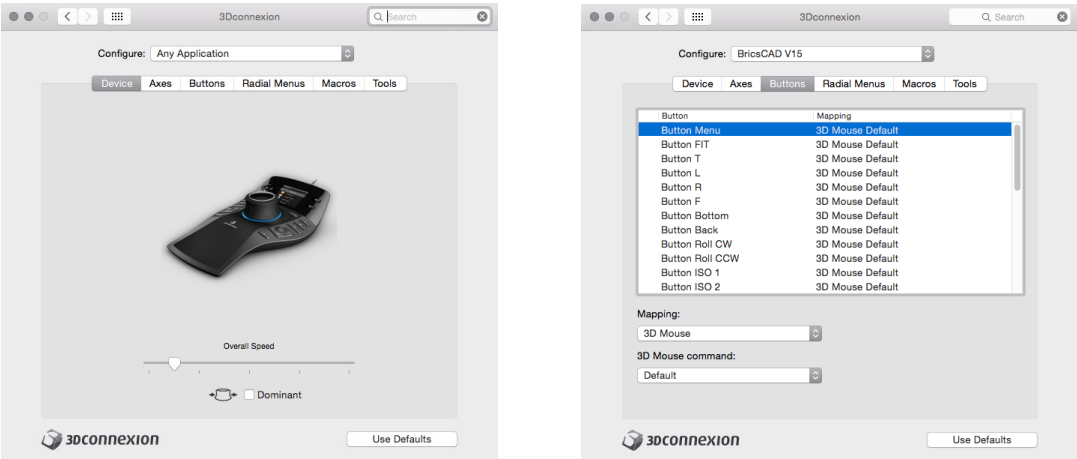 3Dconnexion
Search
Configure: Any Application
Device Axes Buttons Radial Menus Macros Tools
Overall Speed
Dominant
3Dconnexion
Use Defaults
3Dconnexion
Search
Configure: BricsCAD V15
Device Axes Buttons Radial Menus Macros Tools
Button Mapping
Button Menu 3D Mouse Default
Button FIT 3D Mouse Default
Button T 3D Mouse Default
Button L 3D Mouse Default
Button R 3D Mouse Default
Button F 3D Mouse Default
Button Bottom 3D Mouse Default
Button Back 3D Mouse Default
Button Roll CW 3D Mouse Default
Button Roll CCW 3D Mouse Default
Button ISO 1 3D Mouse Default
Button ISO 2 3D Mouse Default
Mapping:
3D Mouse
3D Mouse command:
Default
3Dconnexion
Use Defaults